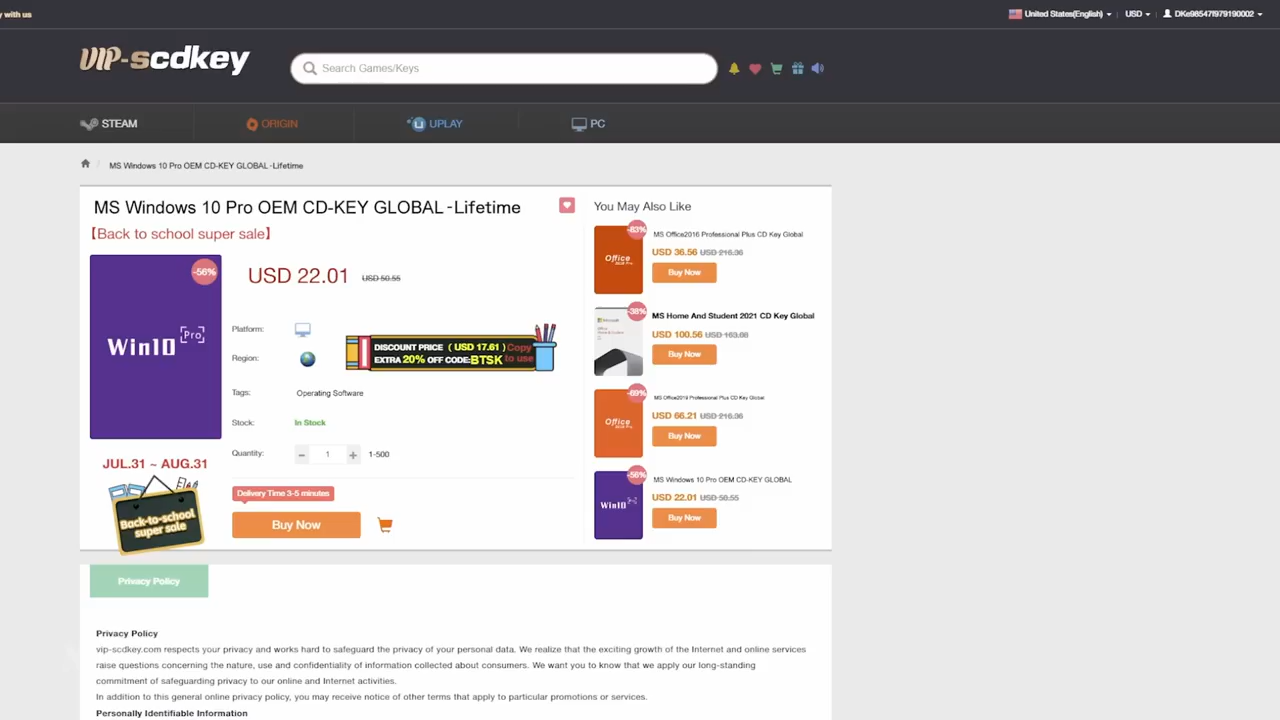 y with us
United States(English)
USD
DKe98547f979190002
VIP-scdkey
Search Games/Keys
STEAM
ORIGIN
UPLAY
PC
MS Windows 10 Pro OEM CD-KEY GLOBAL -Lifetime
MS Windows 10 Pro OEM CD-KEY GLOBAL -Lifetime
【Back to school super sale】
-56%
Win10 [Pro]
USD 22.01 USD 50.55
Platform:
DISCOUNT PRICE ( USD 17.61 ) Copy
EXTRA 20% OFF CODE:BTSK to use
Region:
Tags:
Operating Software
Stock:
In Stock
Quantity:
- 1 + 1-500
JUL.31 ~ AUG.31
Back-to-school
super sale
Delivery Time 3-5 minutes
Buy Now
You May Also Like
-83%
Office
MS Office2016 Professional Plus CD Key Global
USD 36.56 USD 216.36
Buy Now
-38%
Microsoft
Office
MS Home And Student 2021 CD Key Global
USD 100.56 USD 163.08
Buy Now
-69%
Office
MS Office2019 Professional Plus CD Key Global
USD 66.21 USD 216.36
Buy Now
-56%
Win10
MS Windows 10 Pro OEM CD-KEY GLOBAL
USD 22.01 USD 50.55
Buy Now
Privacy Policy
Privacy Policy
vip-scdkey.com respects your privacy and works hard to safeguard the privacy of your personal data. We realize that the exciting growth of the Internet and online services
raise questions concerning the nature, use and confidentiality of information collected about consumers. We want you to know that we apply our long-standing
commitment of safeguarding privacy to our online and Internet activities.
In addition to this general online privacy policy, you may receive notice of other terms that apply to particular promotions or services.
Personally Identifiable Information